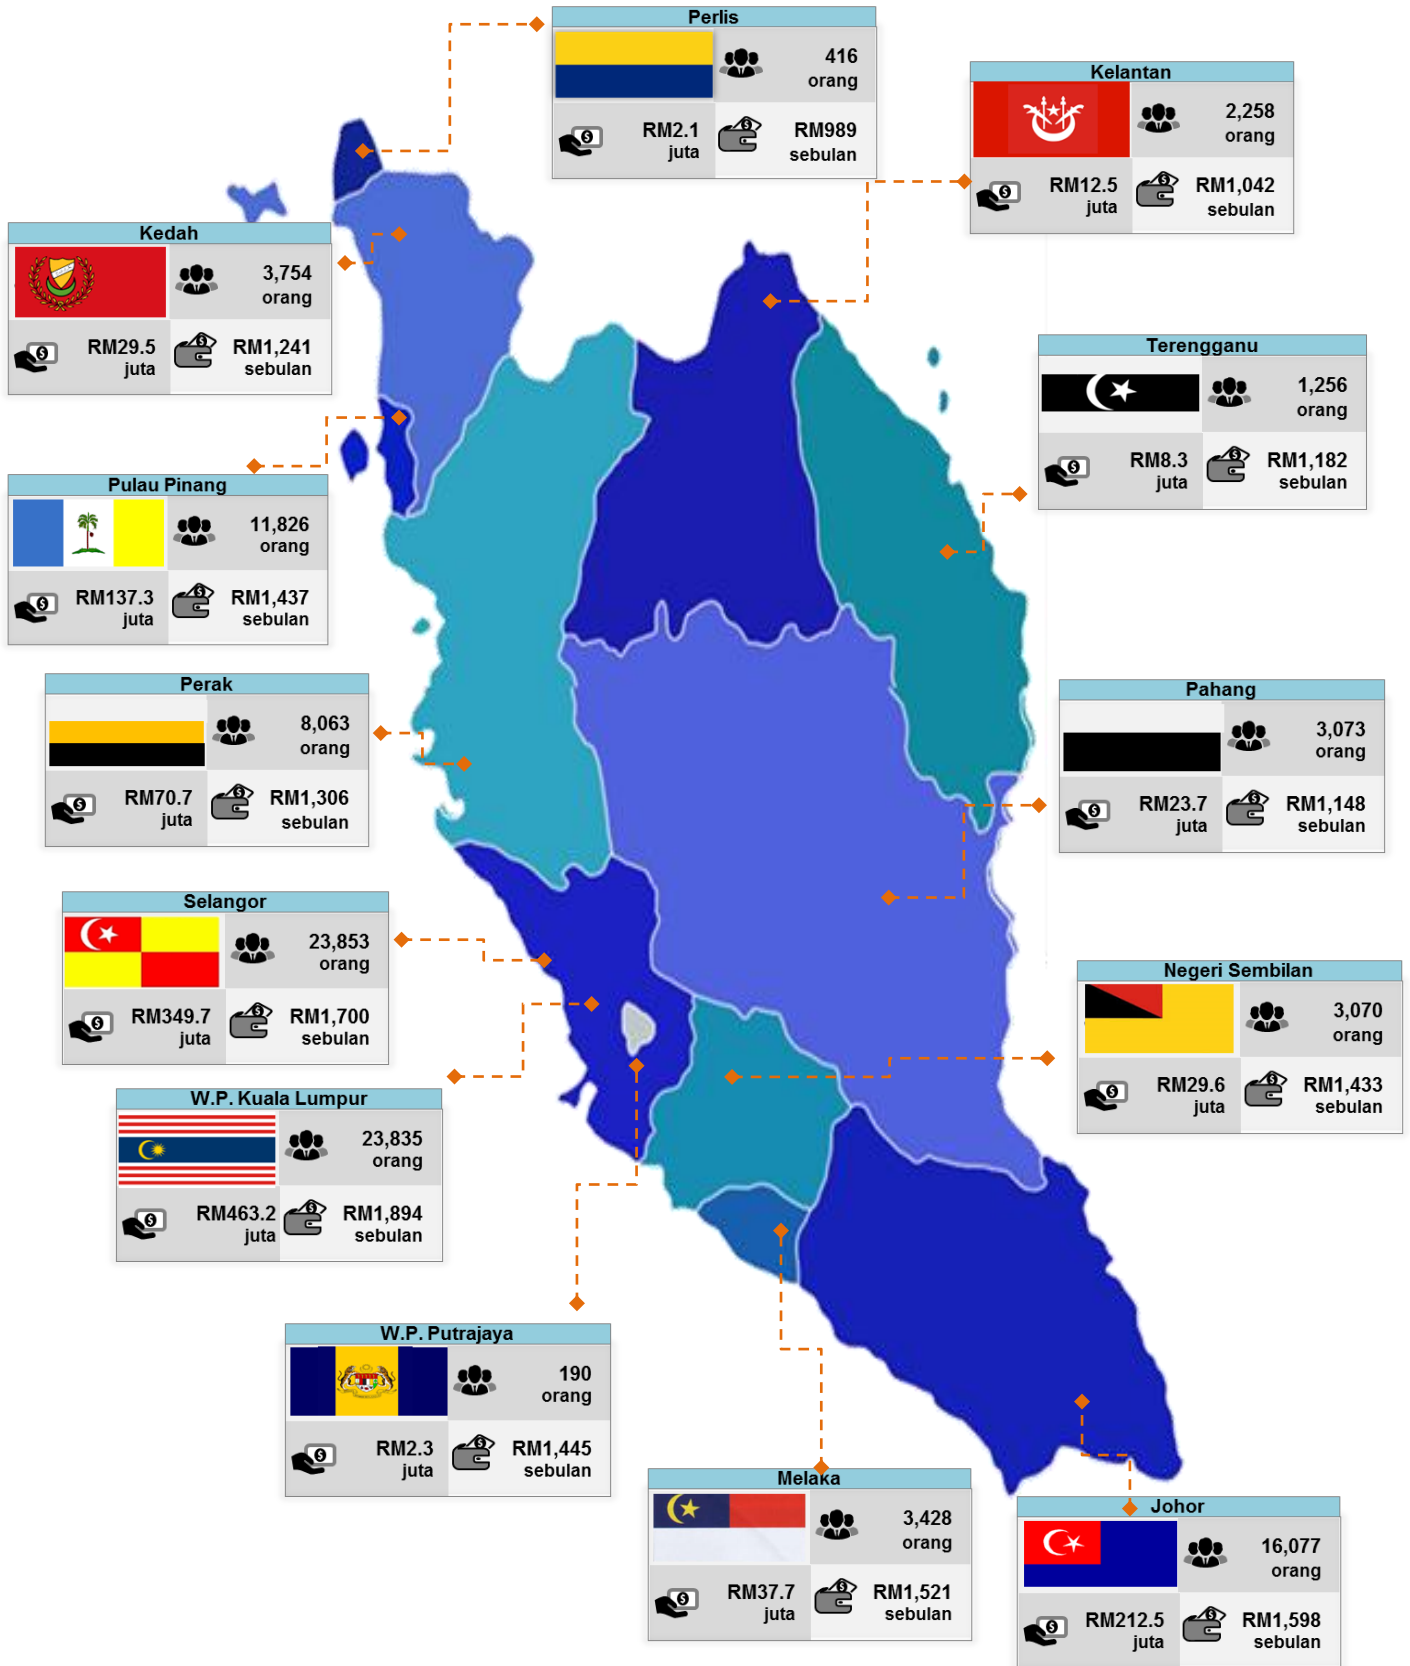 Perlis
416
orang
RM2.1
juta
RM989
sebulan
Kelantan
2,258
orang
RM12.5
juta
RM1,042
sebulan
Kedah
3,754
orang
RM29.5
juta
RM1,241
sebulan
Terengganu
1,256
orang
RM8.3
juta
RM1,182
sebulan
Pulau Pinang
11,826
orang
RM137.3
juta
RM1,437
sebulan
Perak
8,063
orang
RM70.7
juta
RM1,306
sebulan
Pahang
3,073
orang
RM23.7
juta
RM1,148
sebulan
Selangor
23,853
orang
RM349.7
juta
RM1,700
sebulan
Negeri Sembilan
3,070
orang
RM29.6
juta
RM1,433
sebulan
W.P. Kuala Lumpur
23,835
orang
RM463.2
juta
RM1,894
sebulan
W.P. Putrajaya
190
orang
RM2.3
juta
RM1,445
sebulan
Melaka
3,428
orang
RM37.7
juta
RM1,521
sebulan
Johor
16,077
orang
RM212.5
juta
RM1,598
sebulan